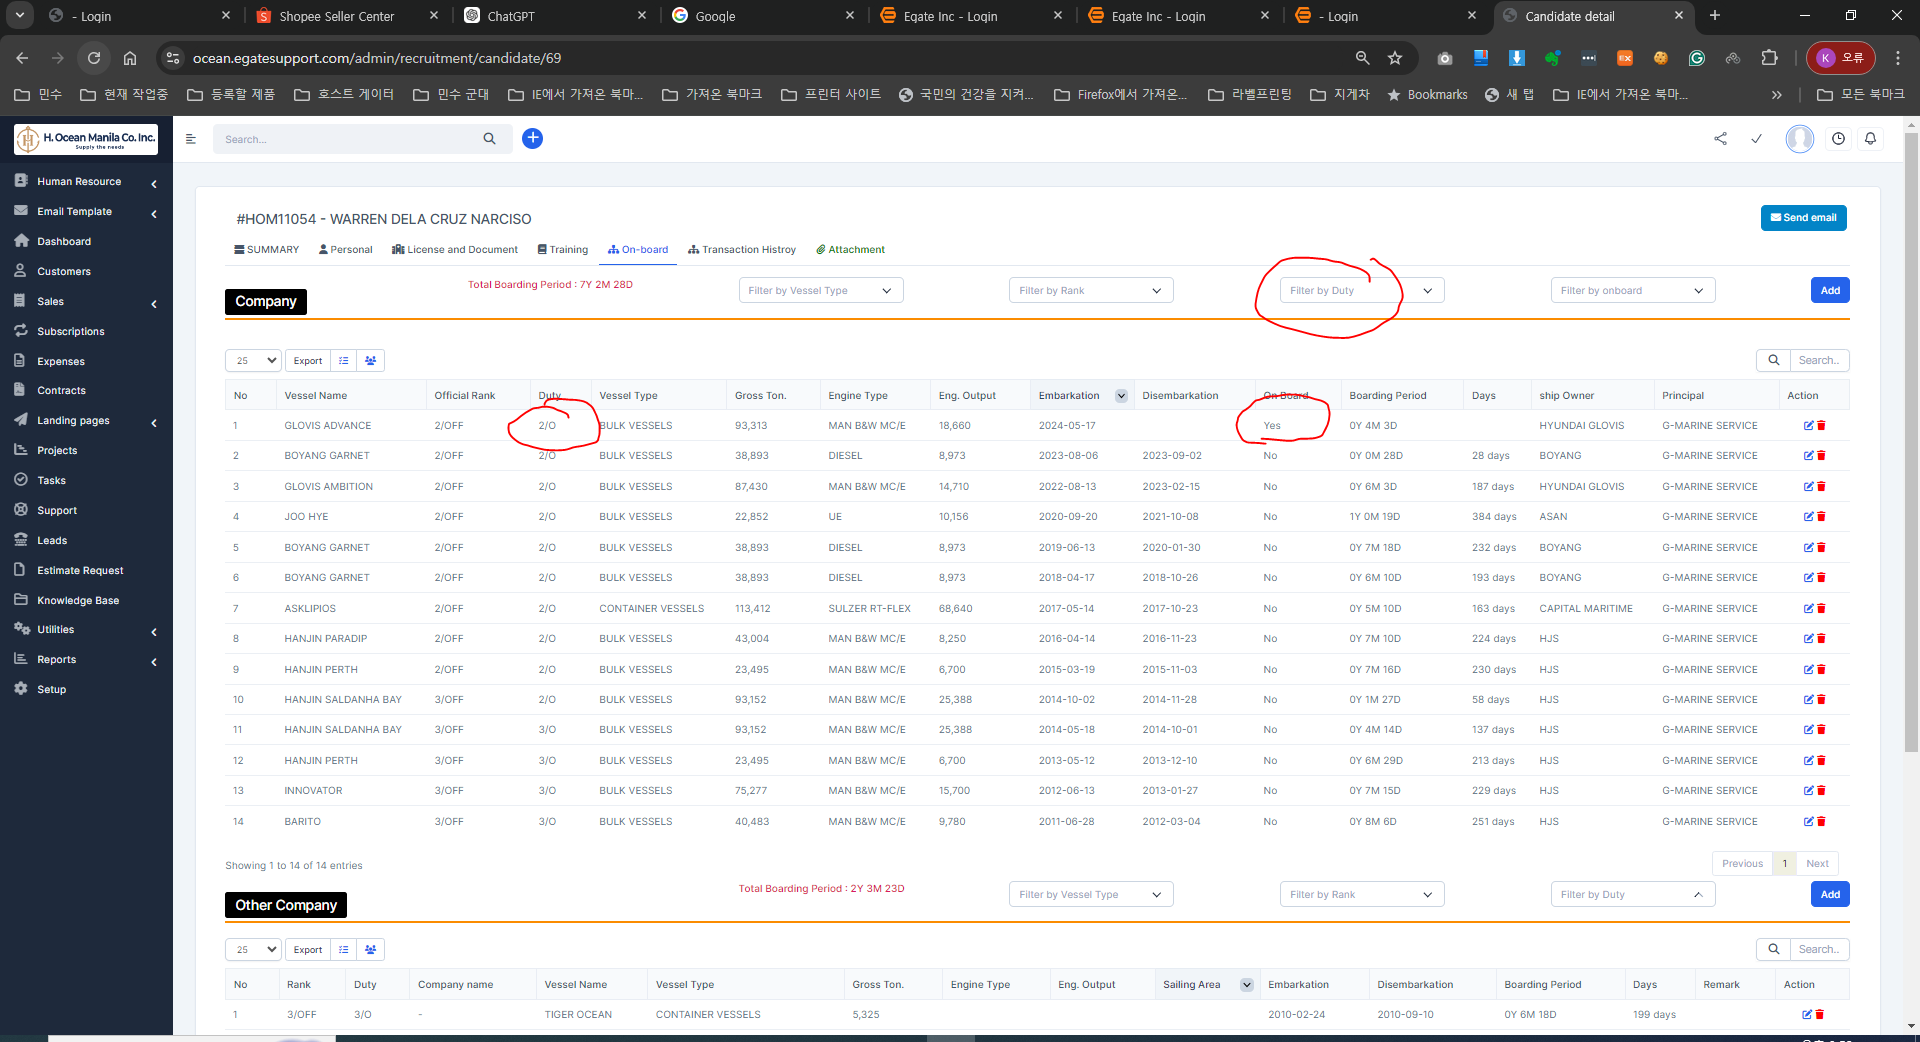 - Login
Shopee Seller Center
ChatGPT
Google
Eqate Inc - Login
Eqate Inc - Login
- Login
Candidate detail
ocean.egatesupport.com/admin/recruitment/candidate/69
K 오류
민수
현재 작업중
등록할 제품
호스트 게이터
민수 군대
IE에서 가져온 북마...
가져온 북마크
프린터 사이트
국민의 건강을 지켜...
Firefox에서 가져온...
라벨프린팅
지게차
Bookmarks
새 탭
IE에서 가져온 북마...
모든 북마크
H. Ocean Manila Co. Inc.
Supply the needs
Search...
Human Resource
Email Template
Dashboard
Customers
Sales
Subscriptions
Expenses
Contracts
Landing pages
Projects
Tasks
Support
Leads
Estimate Request
Knowledge Base
Utilities
Reports
Setup
#HOM11054 - WARREN DELA CRUZ NARCISO
Send email
SUMMARY Personal License and Document Training On-board Transaction Histroy Attachment
Company
Total Boarding Period : 7Y 2M 28D
Filter by Vessel Type Filter by Rank Filter by Duty Filter by onboard Add
25 Export Search..
No Vessel Name Official Rank Duty Vessel Type Gross Ton. Engine Type Eng. Output Embarkation Disembarkation On Board Boarding Period Days ship Owner Principal Action
1 GLOVIS ADVANCE 2/OFF 2/O BULK VESSELS 93,313 MAN B&W MC/E 18,660 2024-05-17 Yes 0Y 4M 3D HYUNDAI GLOVIS G-MARINE SERVICE
2 BOYANG GARNET 2/OFF 2/O BULK VESSELS 38,893 DIESEL 8,973 2023-08-06 2023-09-02 No 0Y 0M 28D 28 days BOYANG G-MARINE SERVICE
3 GLOVIS AMBITION 2/OFF 2/O BULK VESSELS 87,430 MAN B&W MC/E 14,710 2022-08-13 2023-02-15 No 0Y 6M 3D 187 days HYUNDAI GLOVIS G-MARINE SERVICE
4 JOO HYE 2/OFF 2/O BULK VESSELS 22,852 UE 10,156 2020-09-20 2021-10-08 No 1Y 0M 19D 384 days ASAN G-MARINE SERVICE
5 BOYANG GARNET 2/OFF 2/O BULK VESSELS 38,893 DIESEL 8,973 2019-06-13 2020-01-30 No 0Y 7M 18D 232 days BOYANG G-MARINE SERVICE
6 BOYANG GARNET 2/OFF 2/O BULK VESSELS 38,893 DIESEL 8,973 2018-04-17 2018-10-26 No 0Y 6M 10D 193 days BOYANG G-MARINE SERVICE
7 ASKLIPIOS 2/OFF 2/O CONTAINER VESSELS 113,412 SULZER RT-FLEX 68,640 2017-05-14 2017-10-23 No 0Y 5M 10D 163 days CAPITAL MARITIME G-MARINE SERVICE
8 HANJIN PARADIP 2/OFF 2/O BULK VESSELS 43,004 MAN B&W MC/E 8,250 2016-04-14 2016-11-23 No 0Y 7M 10D 224 days HJS G-MARINE SERVICE
9 HANJIN PERTH 2/OFF 2/O BULK VESSELS 23,495 MAN B&W MC/E 6,700 2015-03-19 2015-11-03 No 0Y 7M 16D 230 days HJS G-MARINE SERVICE
10 HANJIN SALDANHA BAY 3/OFF 2/O BULK VESSELS 93,152 MAN B&W MC/E 25,388 2014-10-02 2014-11-28 No 0Y 1M 27D 58 days HJS G-MARINE SERVICE
11 HANJIN SALDANHA BAY 3/OFF 3/O BULK VESSELS 93,152 MAN B&W MC/E 25,388 2014-05-18 2014-10-01 No 0Y 4M 14D 137 days HJS G-MARINE SERVICE
12 HANJIN PERTH 3/OFF 3/O BULK VESSELS 23,495 MAN B&W MC/E 6,700 2013-05-12 2013-12-10 No 0Y 6M 29D 213 days HJS G-MARINE SERVICE
13 INNOVATOR 3/OFF 3/O BULK VESSELS 75,277 MAN B&W MC/E 15,700 2012-06-13 2013-01-27 No 0Y 7M 15D 229 days HJS G-MARINE SERVICE
14 BARITO 3/OFF 3/O BULK VESSELS 40,483 MAN B&W MC/E 9,780 2011-06-28 2012-03-04 No 0Y 8M 6D 251 days HJS G-MARINE SERVICE
Showing 1 to 14 of 14 entries
Previous 1 Next
Other Company
Total Boarding Period : 2Y 3M 23D
Filter by Vessel Type Filter by Rank Filter by Duty Add
25 Export Search..
No Rank Duty Company name Vessel Name Vessel Type Gross Ton. Engine Type Eng. Output Sailing Area Embarkation Disembarkation Boarding Period Days Remark Action
1 3/OFF 3/O - TIGER OCEAN CONTAINER VESSELS 5,325 2010-02-24 2010-09-10 0Y 6M 18D 199 days